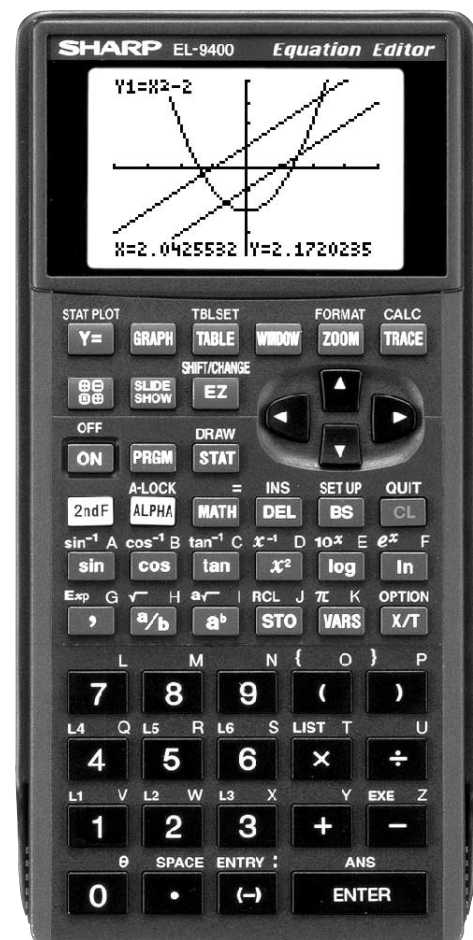 SHARP EL-9400 Equation Editor
Y1=X²-2
X=2.0425532 Y=2.1720235
STAT PLOT TBLSET FORMAT CALC
Y= GRAPH TABLE WINDOW ZOOM TRACE
SHIFT/CHANGE
SLIDE SHOW EZ
OFF DRAW
ON PRGM STAT
A-LOCK = INS SET UP QUIT
2ndF ALPHA MATH DEL BS CL
sin⁻¹ A cos⁻¹ B tan⁻¹ C x⁻¹ D 10ˣ E eˣ F
sin cos tan x² log ln
Exp G √ H a√ I RCL J π K OPTION
, a/b aᵇ STO VARS X/T
L M N { O } P
7 8 9 ( )
L4 Q L5 R L6 S LIST T U
4 5 6 × ÷
L1 V L2 W L3 X Y EXE Z
1 2 3 + −
θ SPACE ENTRY : ANS
0 • (−) ENTER